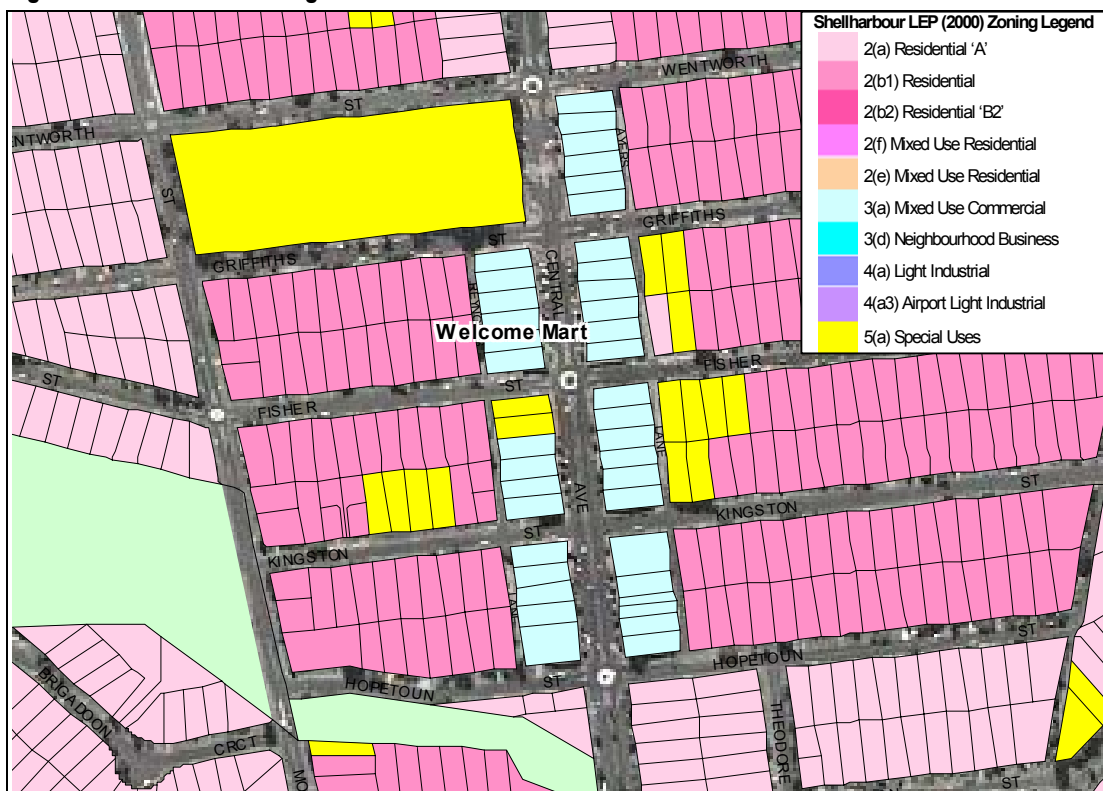 Shellharbour LEP (2000) Zoning Legend
2(a) Residential ‘A’
2(b1) Residential
2(b2) Residential ‘B2’
2(f) Mixed Use Residential
2(e) Mixed Use Residential
3(a) Mixed Use Commercial
3(d) Neighbourhood Business
4(a) Light Industrial
4(a3) Airport Light Industrial
5(a) Special Uses
WENTWORTH
ST
NTWORTH
ST
AYERS
GRIFFITHS
ST
GRIFFITHS
CENTRAL
Welcome Mart
FISHER
ST
FISHER
ST
LANE
AVE
ST
KINGSTON
ST
KINGSTON
HOPETOUN
ST
HOPETOUN
ST
BRIGADOON
CRCT
MO
THEODORE
ST